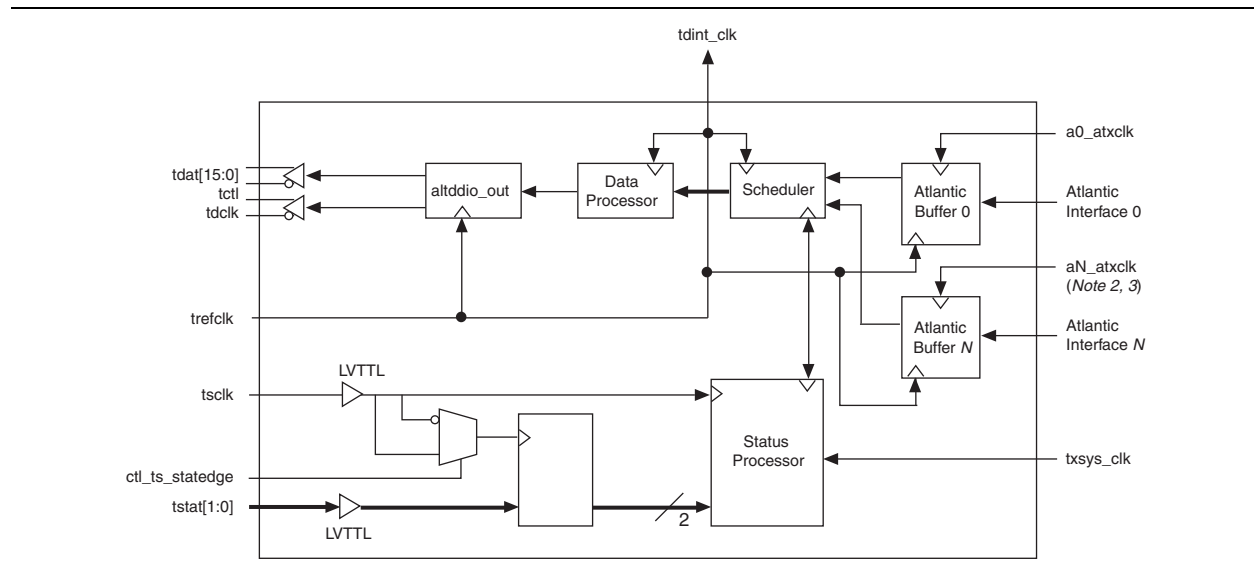 tdint_clk
a0_atxclk
tdat[15:0]
tctl
tdclk
altddio_out
Data
Processor
Scheduler
Atlantic
Buffer 0
Atlantic
Interface 0
aN_atxclk
(Note 2, 3)
trefclk
Atlantic
Buffer N
Atlantic
Interface N
LVTTL
tsclk
Status
Processor
txsys_clk
ctl_ts_statedge
tstat[1:0]
LVTTL
2